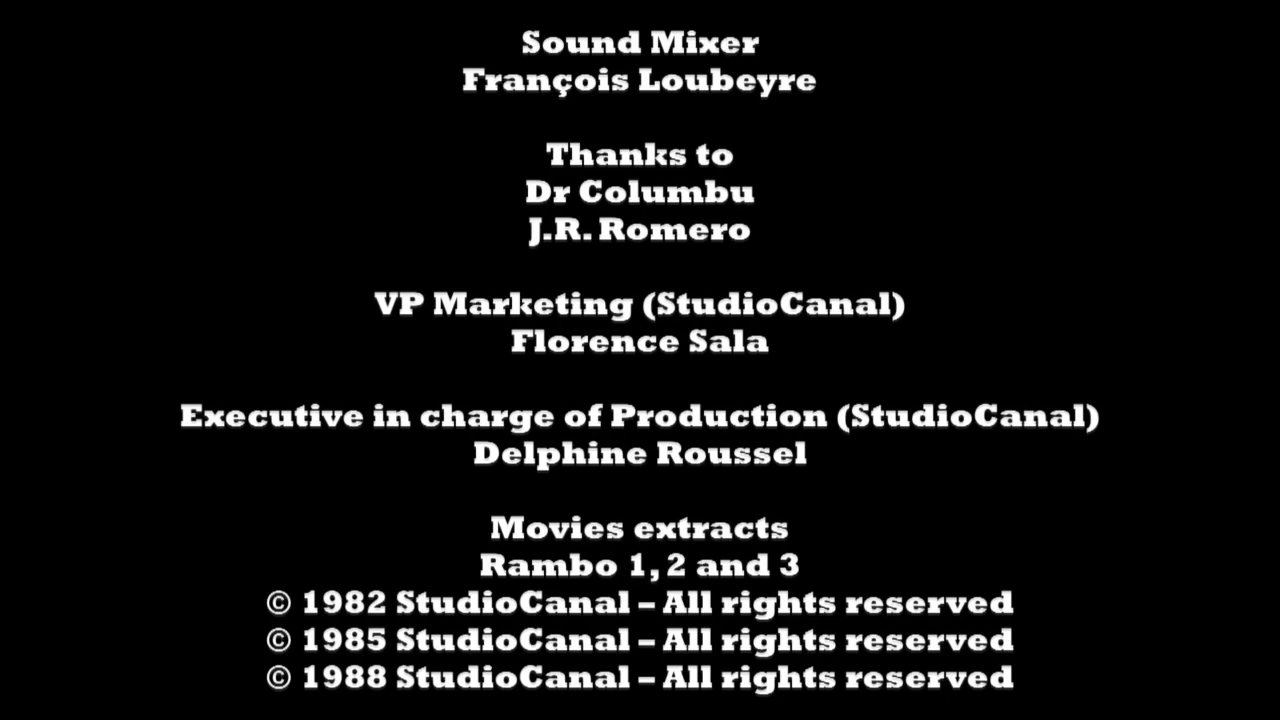 Sound Mixer
François Loubeyre
Thanks to
Dr Columbu
J.R. Romero
VP Marketing (StudioCanal)
Florence Sala
Executive in charge of Production (StudioCanal)
Delphine Roussel
Movies extracts
Rambo 1, 2 and 3
© 1982 StudioCanal – All rights reserved
© 1985 StudioCanal – All rights reserved
© 1988 StudioCanal – All rights reserved